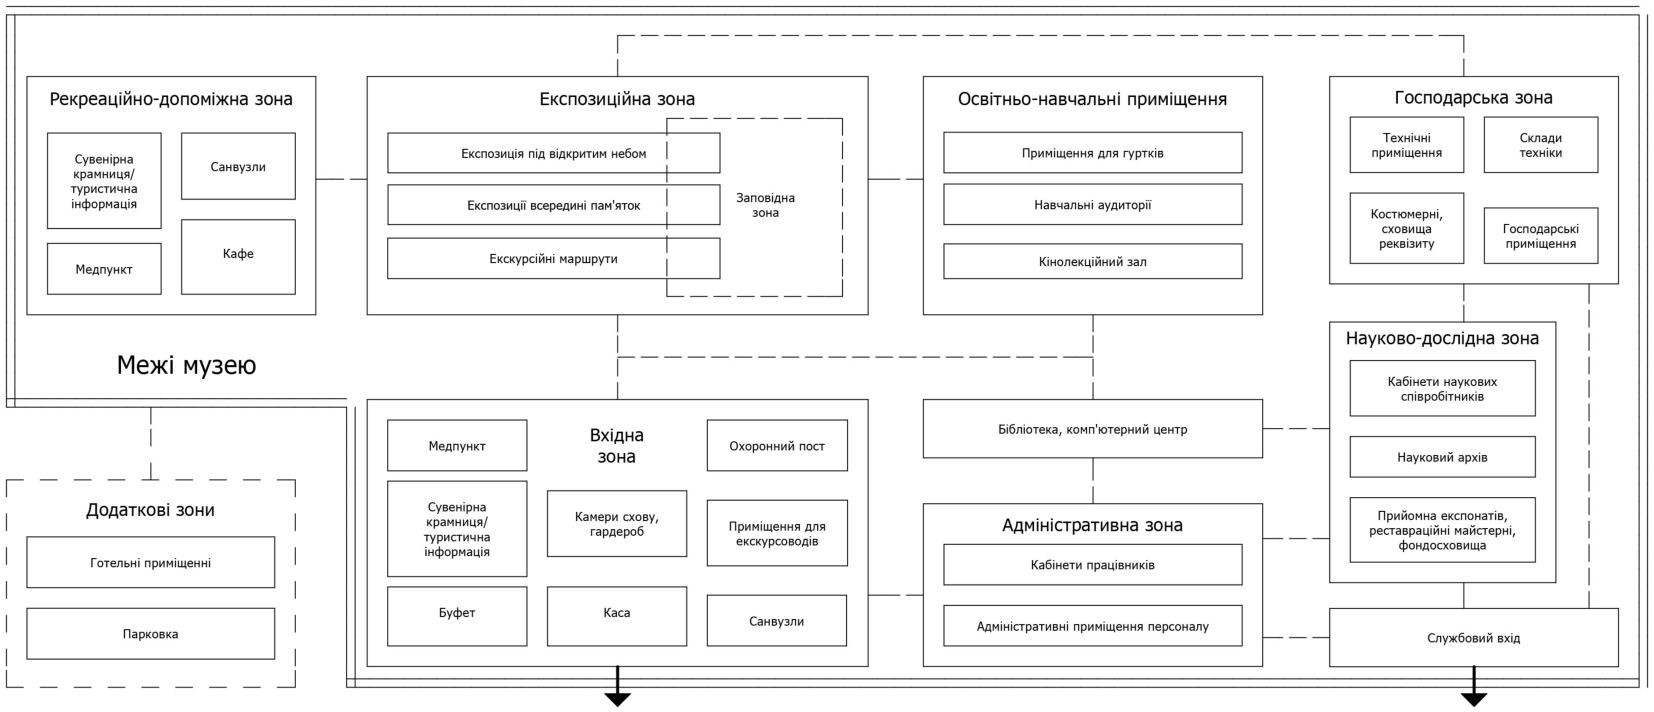 Рекреаційно-допоміжна зона
Сувенірна
крамниця/
туристична
інформація
Санвузли
Медпункт
Кафе
Експозиційна зона
Експозиція під відкритим небом
Експозиції всередині пам'яток
Екскурсійні маршрути
Заповідна
зона
Освітньо-навчальні приміщення
Приміщення для гуртків
Навчальні аудиторії
Кінолекційний зал
Господарська зона
Технічні
приміщення
Склади
техніки
Костюмерні,
сховища
реквізиту
Господарські
приміщення
Межі музею
Науково-дослідна зона
Кабінети наукових
співробітників
Науковий архів
Прийомна експонатів,
реставраційні майстерні,
фондосховища
Вхідна
зона
Медпункт
Охоронний пост
Сувенірна
крамниця/
туристична
інформація
Камери схову,
гардероб
Приміщення для
екскурсоводів
Буфет
Каса
Санвузли
Бібліотека, комп'ютерний центр
Адміністративна зона
Кабінети працівників
Адміністративні приміщення персоналу
Службовий вхід
Додаткові зони
Готельні приміщенні
Парковка